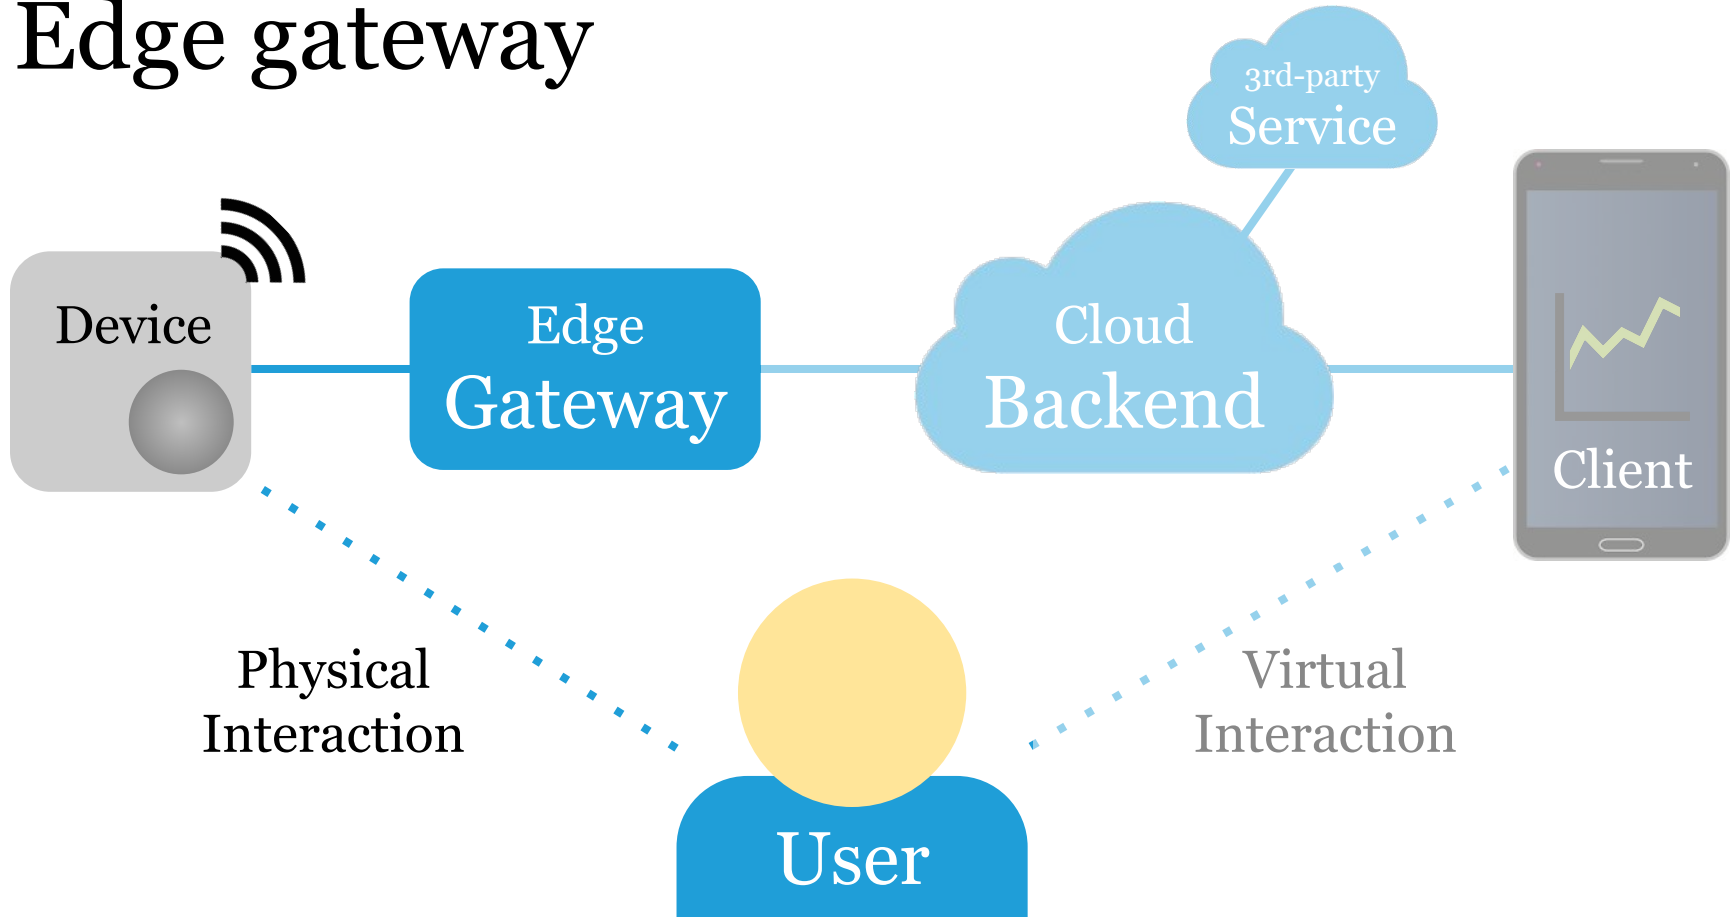 Edge gateway
3rd-party
Service
Device
Edge
Gateway
Cloud
Backend
Client
Physical
Interaction
Virtual
Interaction
User